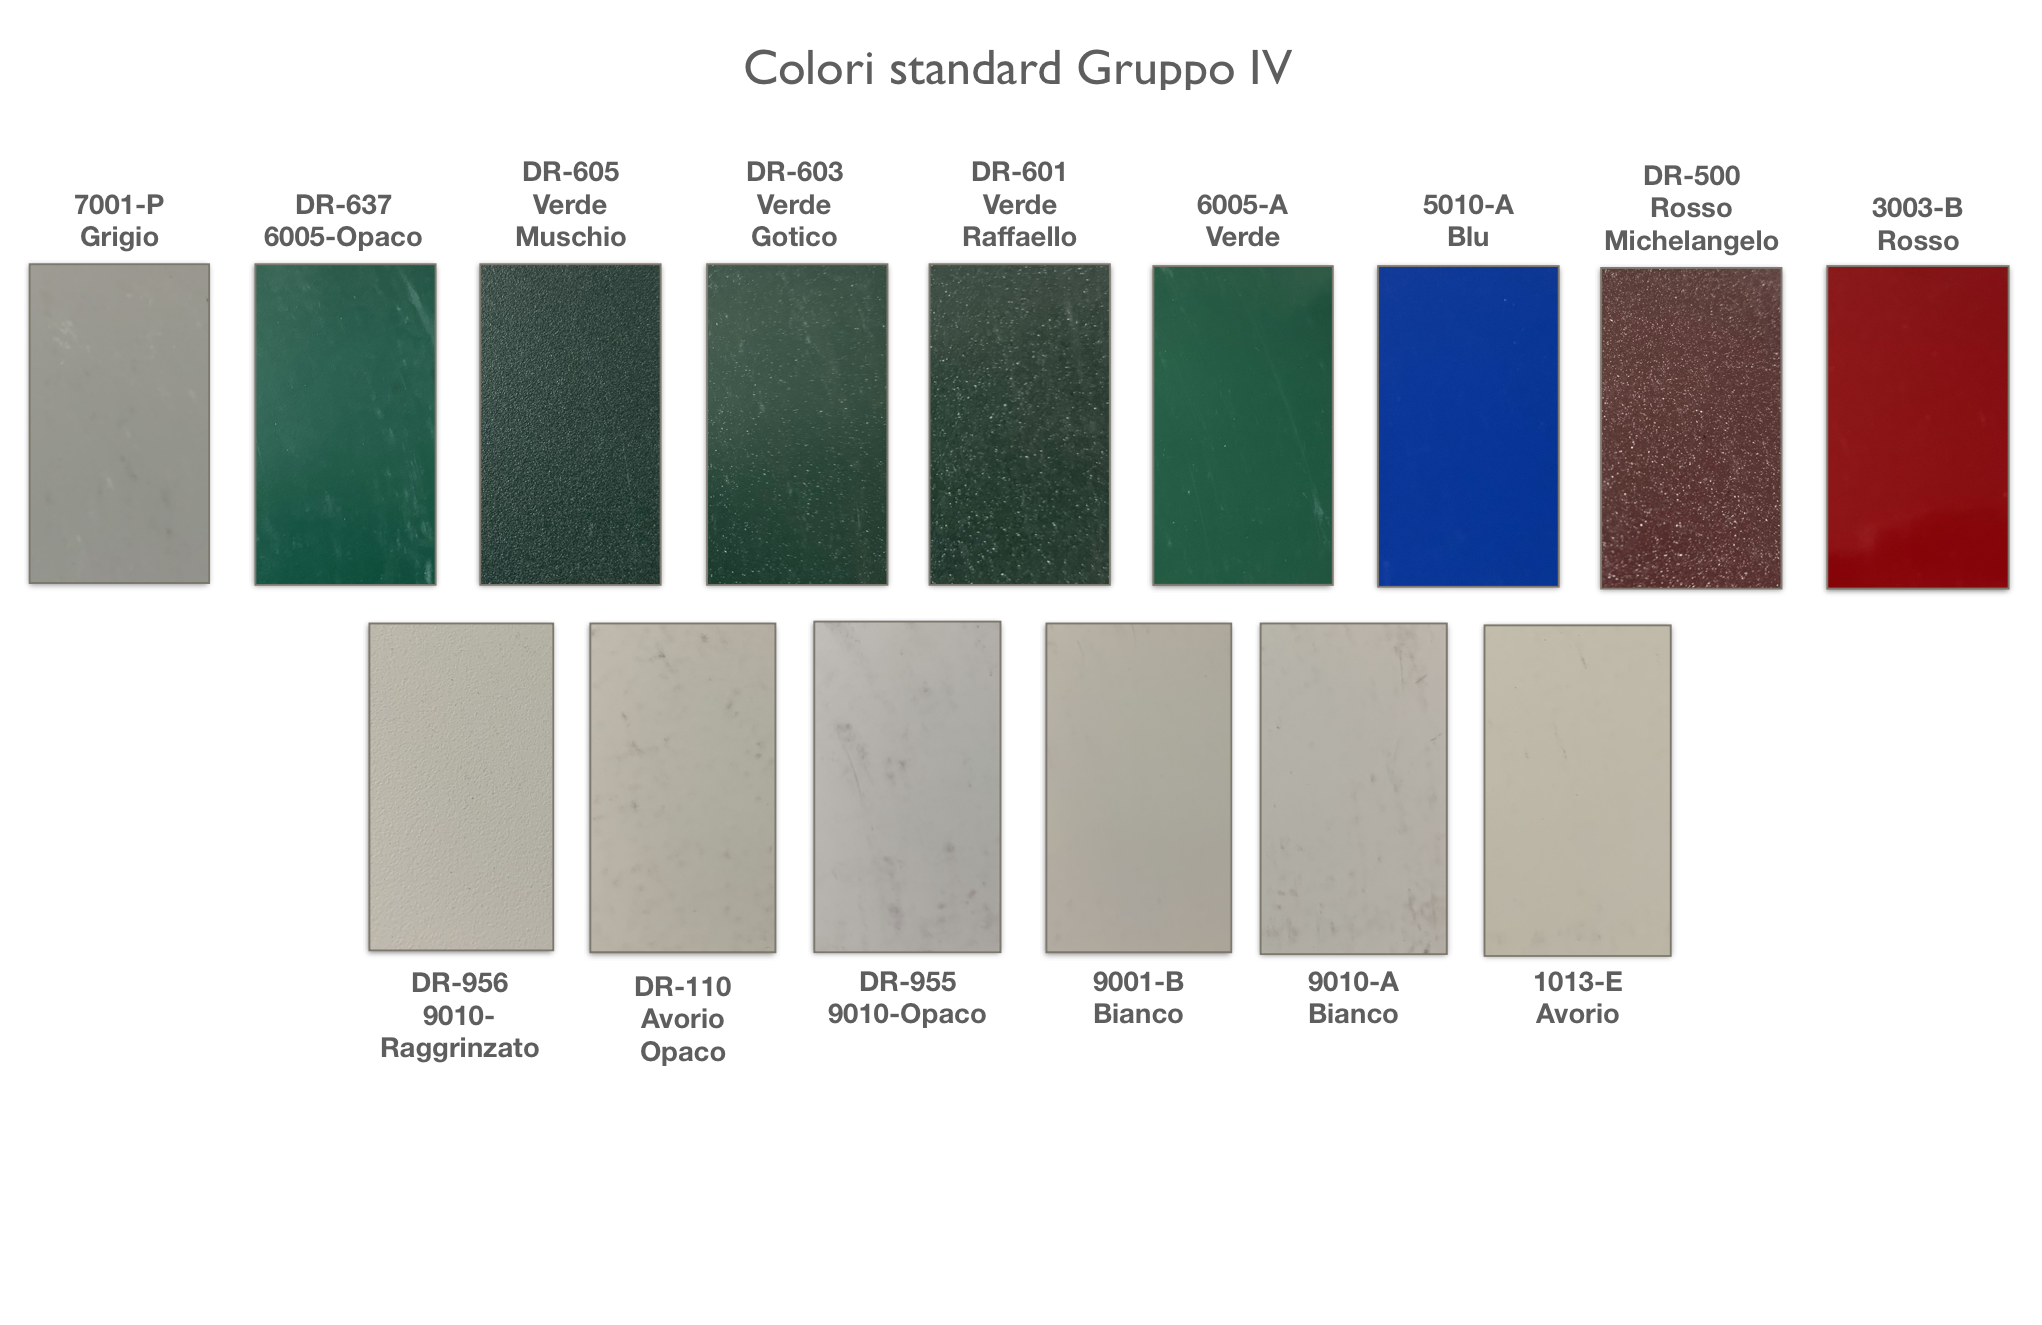 Colori standard Gruppo IV
7001-P
Grigio
DR-637
6005-Opaco
DR-605
Verde
Muschio
DR-603
Verde
Gotico
DR-601
Verde
Raffaello
6005-A
Verde
5010-A
Blu
DR-500
Rosso
Michelangelo
3003-B
Rosso
DR-956
9010-
Raggrinzato
DR-110
Avorio
Opaco
DR-955
9010-Opaco
9001-B
Bianco
9010-A
Bianco
1013-E
Avorio